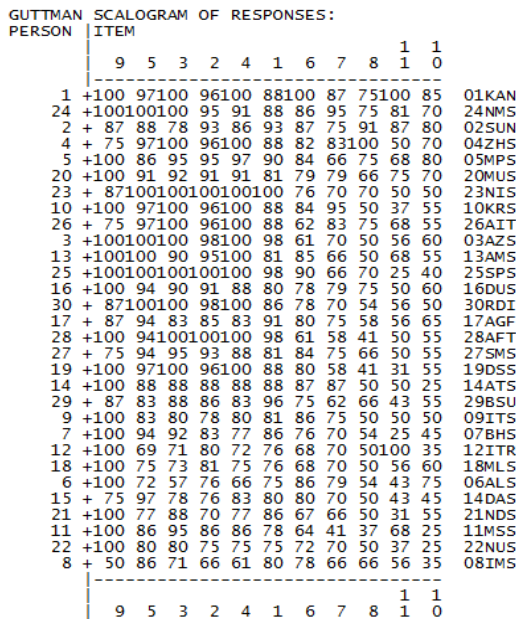 GUTTMAN SCALOGRAM OF RESPONSES:
PERSON |ITEM
       |                          1  1
       |  9  5  3  2  4  1  6  7  8  1  0
       |---------------------------------
     1 +100 97100 96100 88100 87 75100 85   01KAN
    24 +100100100 95 91 88 86 95 75 81 70   24NMS
     2 + 87 88 78 93 86 93 87 75 91 87 80   02SUN
     4 + 75 97100 96100 88 82 83100 50 70   04ZHS
     5 +100 86 95 95 97 90 84 66 75 68 80   05MPS
    20 +100 91 92 91 91 81 79 79 66 75 70   20MUS
    23 + 87100100100100100 76 70 70 50 50   23NIS
    10 +100 97100 96100 88 84 95 50 37 55   10KRS
    26 + 75 97100 96100 88 62 83 75 68 55   26AIT
     3 +100100100 98100 98 61 70 50 56 60   03AZS
    13 +100100 90 95100 81 85 66 50 68 55   13AMS
    25 +100100100100100 98 90 66 70 25 40   25SPS
    16 +100 94 90 91 88 80 78 79 75 50 60   16DUS
    30 + 87100100 98100 86 78 70 54 56 50   30RDI
    17 + 87 94 83 85 83 91 80 75 58 56 65   17AGF
    28 +100 94100100100 98 61 58 41 50 55   28AFT
    27 + 75 94 95 93 88 81 84 75 66 50 55   27SMS
    19 +100 97100 96100 88 80 58 41 31 55   19DSS
    14 +100 88 88 88 88 88 87 87 50 50 25   14ATS
    29 + 87 83 88 86 83 96 75 62 66 43 55   29BSU
     9 +100 83 80 78 80 81 86 75 50 50 50   09ITS
     7 +100 94 92 83 77 86 76 70 54 25 45   07BHS
    12 +100 69 71 80 72 76 68 70 50100 35   12ITR
    18 +100 75 73 81 75 76 68 70 50 56 60   18MLS
     6 +100 72 57 76 66 75 86 79 54 43 75   06ALS
    15 + 75 97 78 76 83 80 80 70 50 43 45   14DAS
    21 +100 77 88 70 77 86 67 66 50 31 55   21NDS
    11 +100 86 95 86 86 78 64 41 37 68 25   11MSS
    22 +100 80 80 75 75 75 72 70 50 37 25   22NUS
     8 + 50 86 71 66 61 80 78 66 66 56 35   08IMS
       |---------------------------------
       |                          1  1
       |  9  5  3  2  4  1  6  7  8  1  0